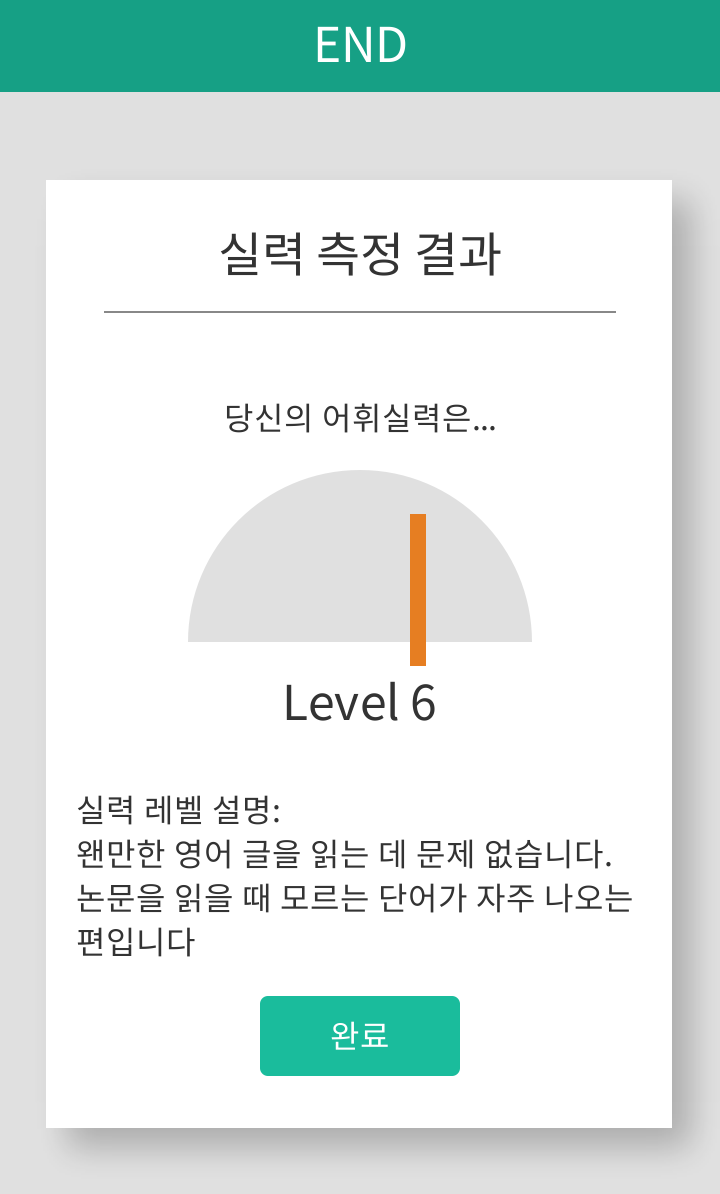 END
실력 측정 결과
당신의 어휘실력은...
Level 6
실력 레벨 설명:
왠만한 영어 글을 읽는 데 문제 없습니다.
논문을 읽을 때 모르는 단어가 자주 나오는
편입니다
완료